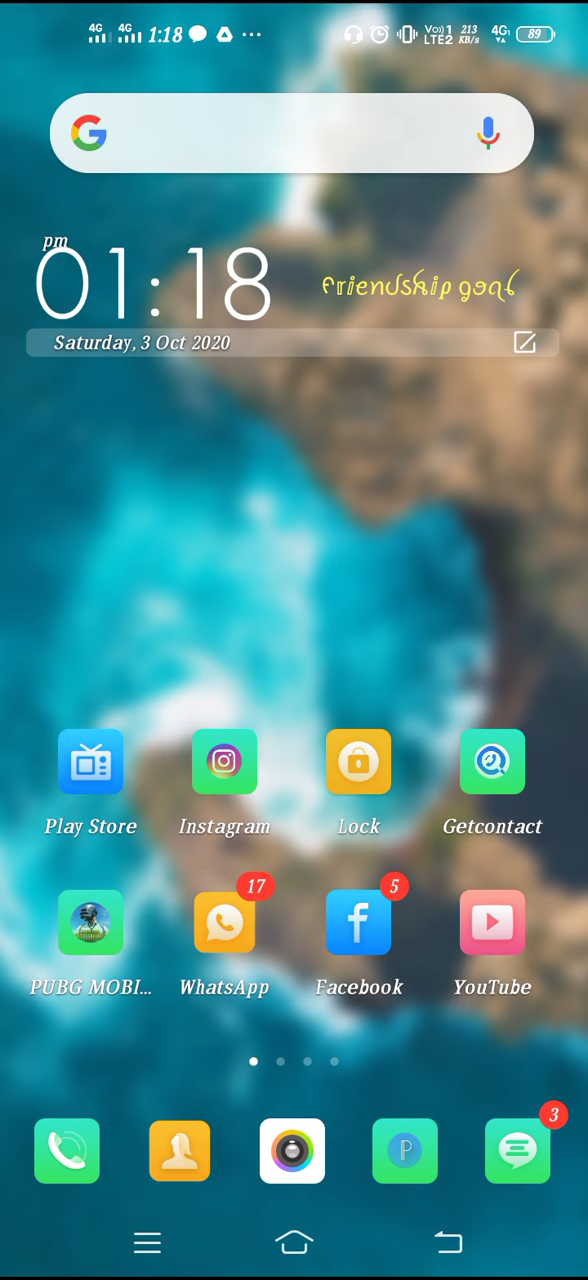 4G 4G 1:18 Vo))1 LTE2 213 KB/s 4G 89
G
pm
01:18
Friendship goal
Saturday, 3 Oct 2020
Play Store Instagram Lock Getcontact
17 5
PUBG MOBI... WhatsApp Facebook YouTube
3
P